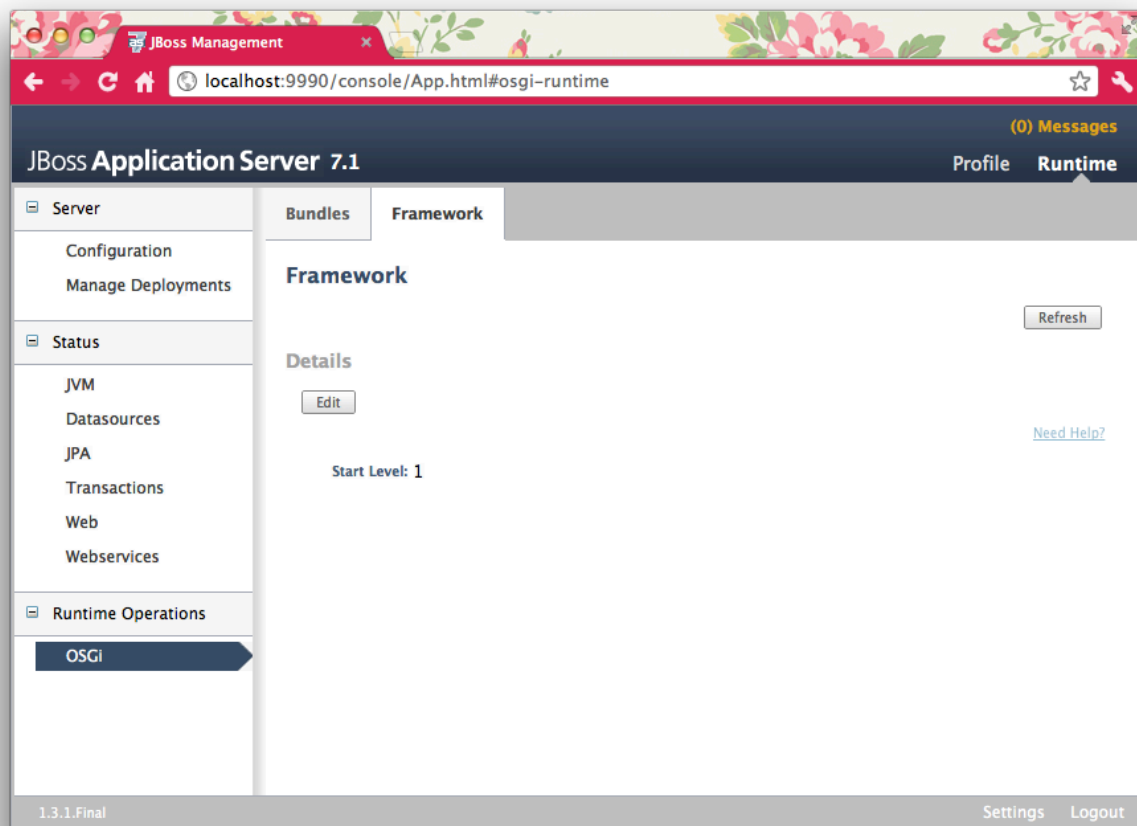 JBoss Management
localhost:9990/console/App.html#osgi-runtime
(0) Messages
JBoss Application Server 7.1
Profile Runtime
Server
Configuration
Manage Deployments
Status
JVM
Datasources
JPA
Transactions
Web
Webservices
Runtime Operations
OSGi
Bundles Framework
Framework
Refresh
Details
Edit
Need Help?
Start Level: 1
1.3.1.Final
Settings Logout